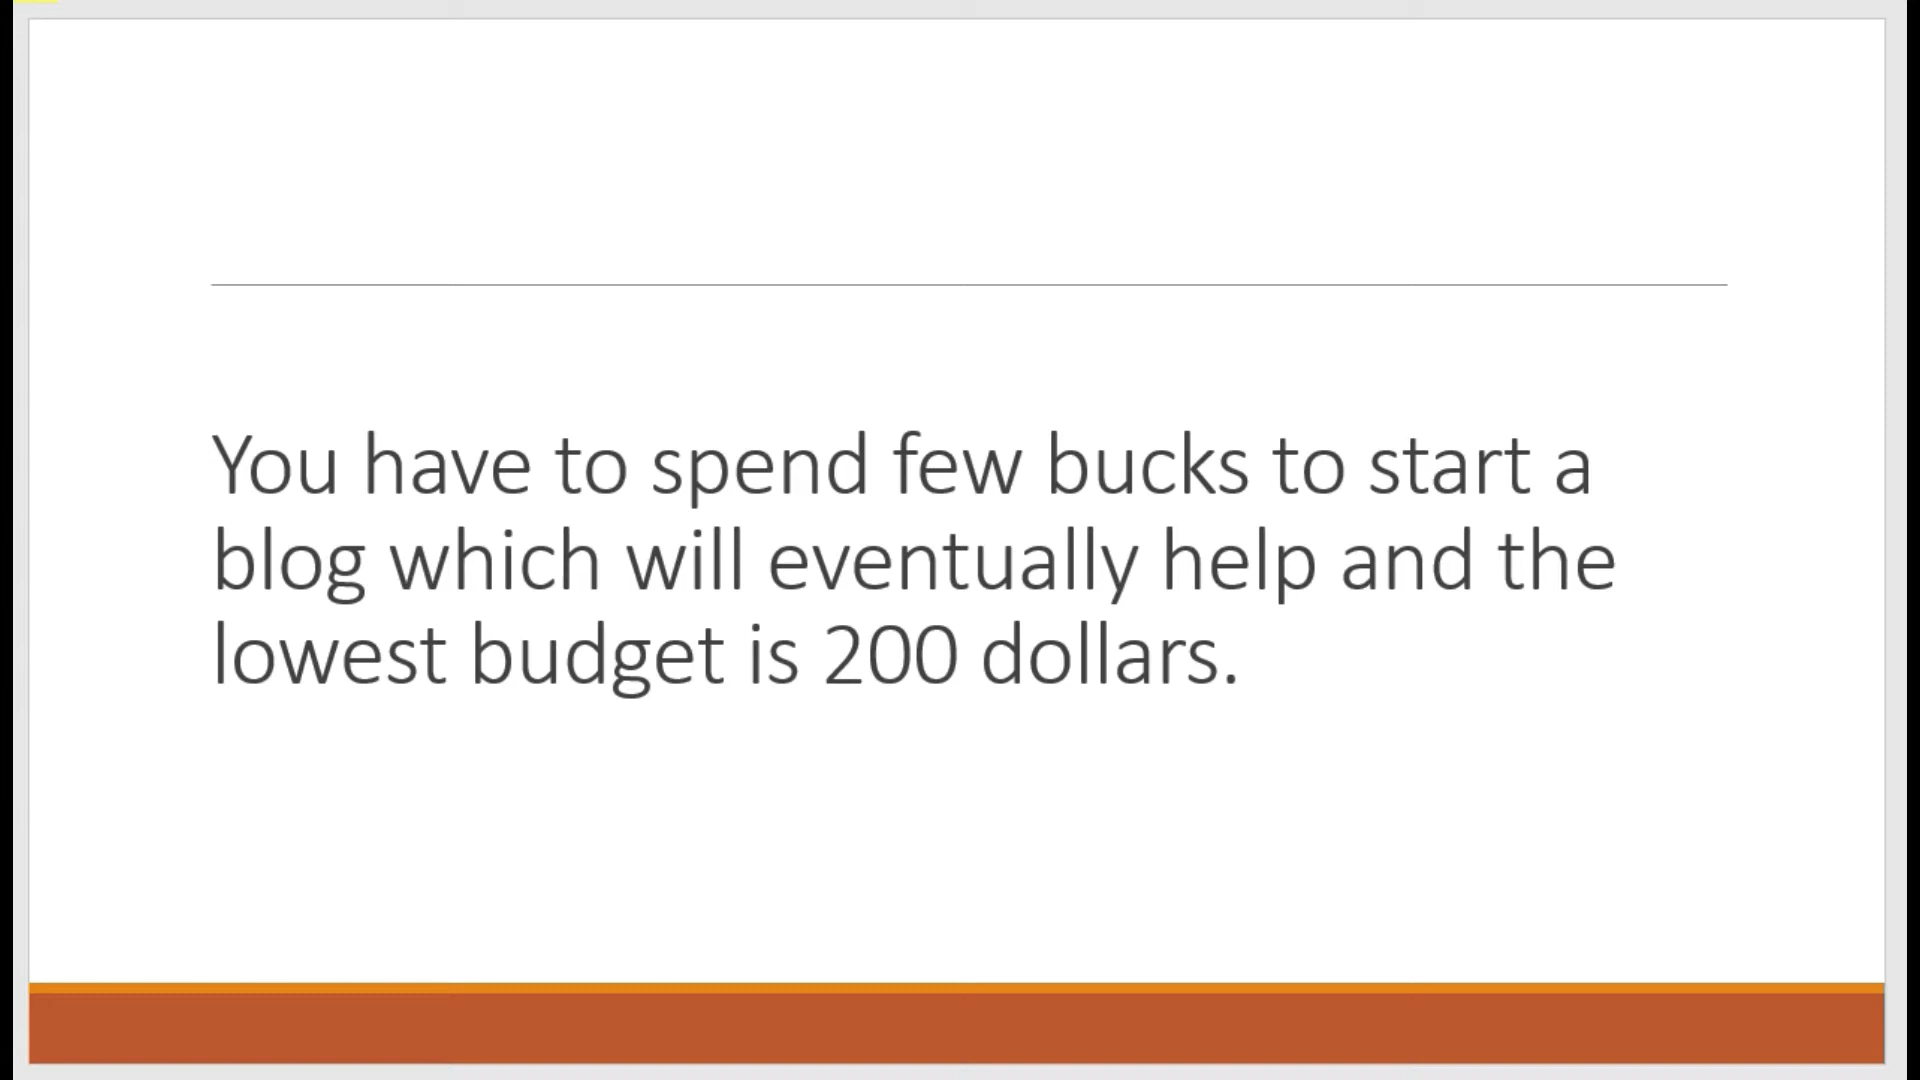 You have to spend few bucks to start a
blog which will eventually help and the
lowest budget is 200 dollars.